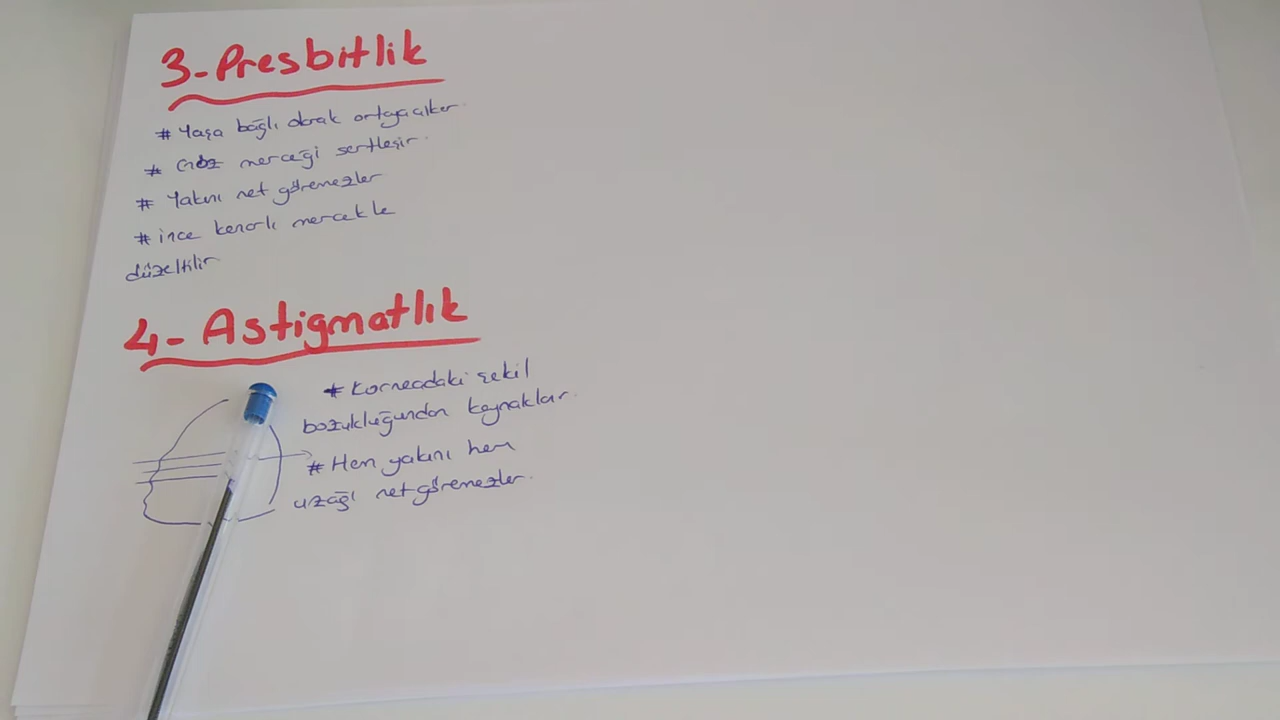 3-Presbitlik
# Yaşa bağlı olarak ortaya çıkar.
# Göz merceği sertleşir.
# Yakını net göremezler
# ince kenarlı mercekle
düzeltilir
4- Astigmatlık
# Korneadaki şekil
bozukluğundan kaynaklar.
# Hem yakını hem
uzağı net göremezler.